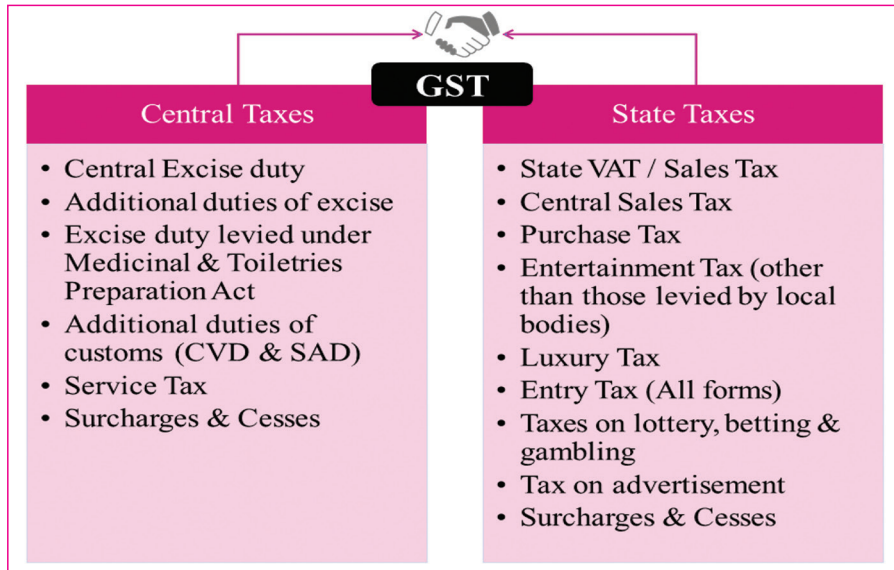 GST
Central Taxes
• Central Excise duty
• Additional duties of excise
• Excise duty levied under
Medicinal & Toiletries
Preparation Act
• Additional duties of
customs (CVD & SAD)
• Service Tax
• Surcharges & Cesses
State Taxes
• State VAT / Sales Tax
• Central Sales Tax
• Purchase Tax
• Entertainment Tax (other
than those levied by local
bodies)
• Luxury Tax
• Entry Tax (All forms)
• Taxes on lottery, betting &
gambling
• Tax on advertisement
• Surcharges & Cesses